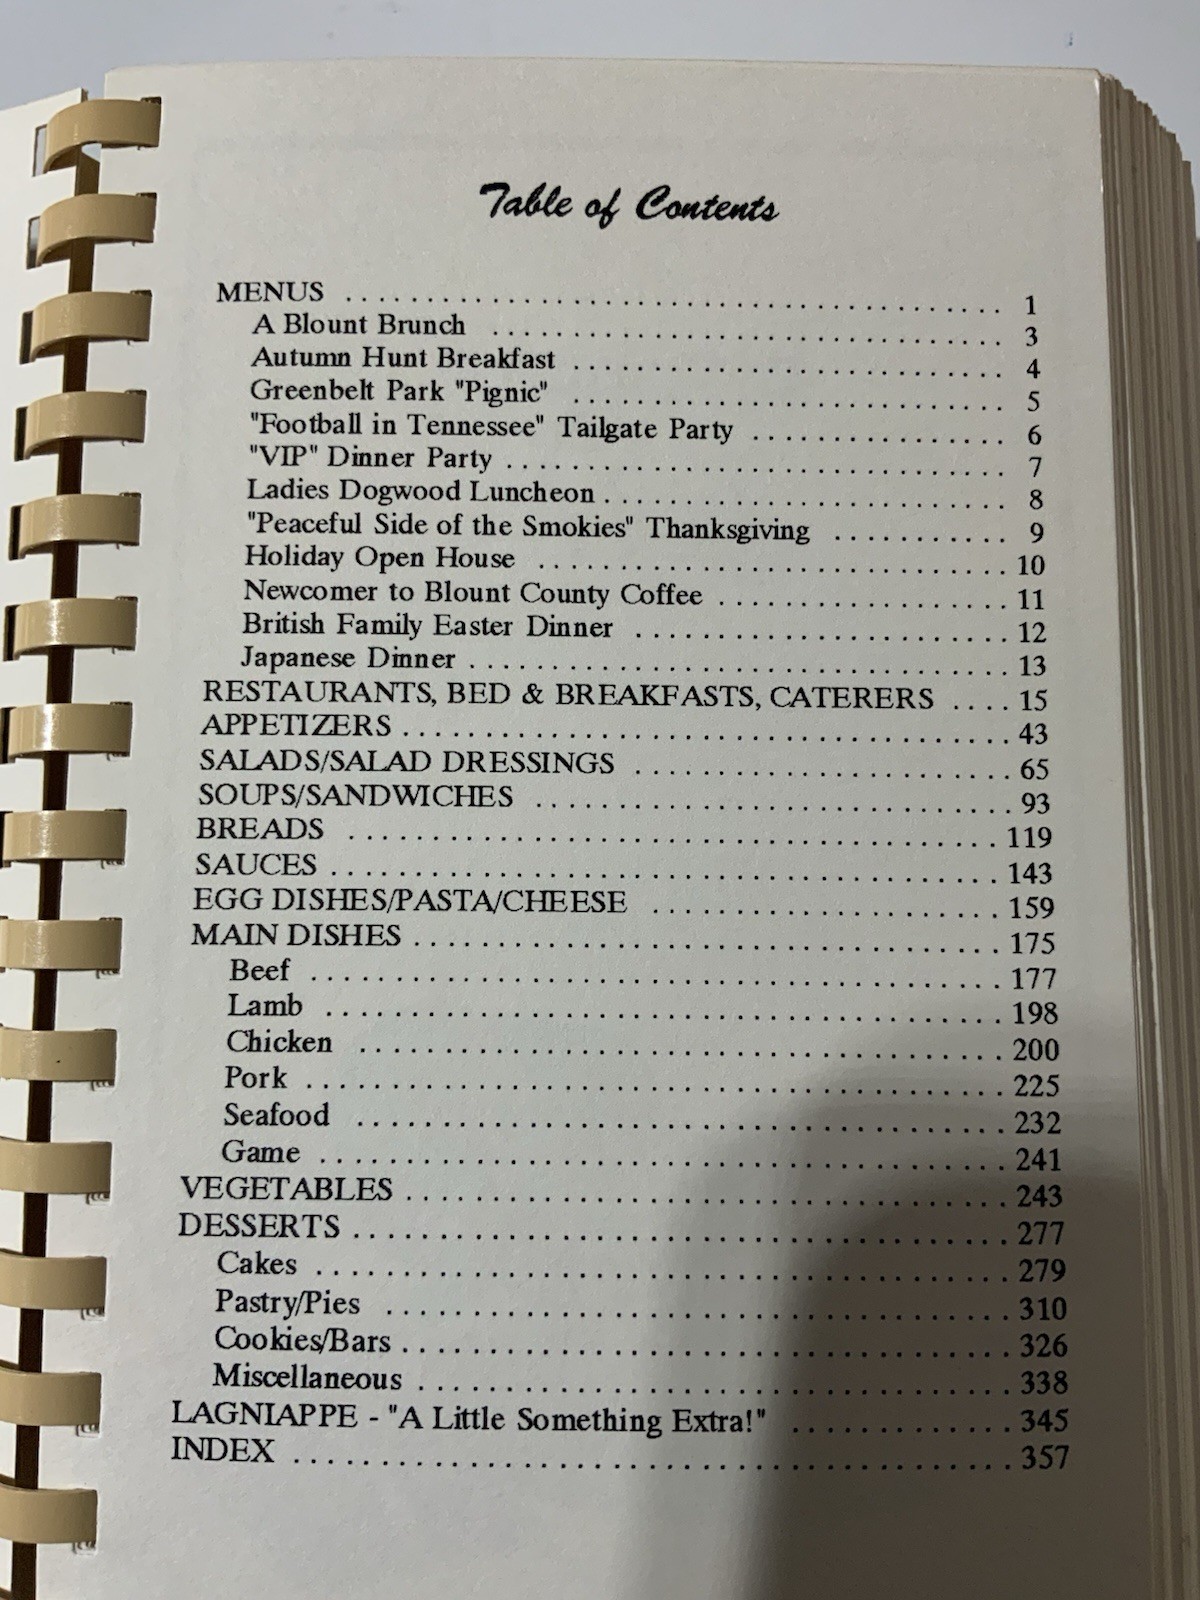 Table of Contents
MENUS ........................................ 1
A Blount Brunch ................................ 3
Autumn Hunt Breakfast ........................... 4
Greenbelt Park "Pignic" ........................... 5
"Football in Tennessee" Tailgate Party ................ 6
"VIP" Dinner Party ............................... 7
Ladies Dogwood Luncheon ......................... 8
"Peaceful Side of the Smokies" Thanksgiving ........... 9
Holiday Open House ............................. 10
Newcomer to Blount County Coffee .................. 11
British Family Easter Dinner ....................... 12
Japanese Dinner ................................. 13
RESTAURANTS, BED & BREAKFASTS, CATERERS .... 15
APPETIZERS ..................................... 43
SALADS/SALAD DRESSINGS ........................ 65
SOUPS/SANDWICHES ............................. 93
BREADS ........................................ 119
SAUCES ........................................ 143
EGG DISHES/PASTA/CHEESE ...................... 159
MAIN DISHES .................................... 175
Beef .......................................... 177
Lamb ......................................... 198
Chicken ....................................... 200
Pork .......................................... 225
Seafood ....................................... 232
Game ......................................... 241
VEGETABLES .................................... 243
DESSERTS ....................................... 277
Cakes ......................................... 279
Pastry/Pies ..................................... 310
Cookies/Bars .................................... 326
Miscellaneous ................................... 338
LAGNIAPPE - "A Little Something Extra!" ............. 345
INDEX .......................................... 357